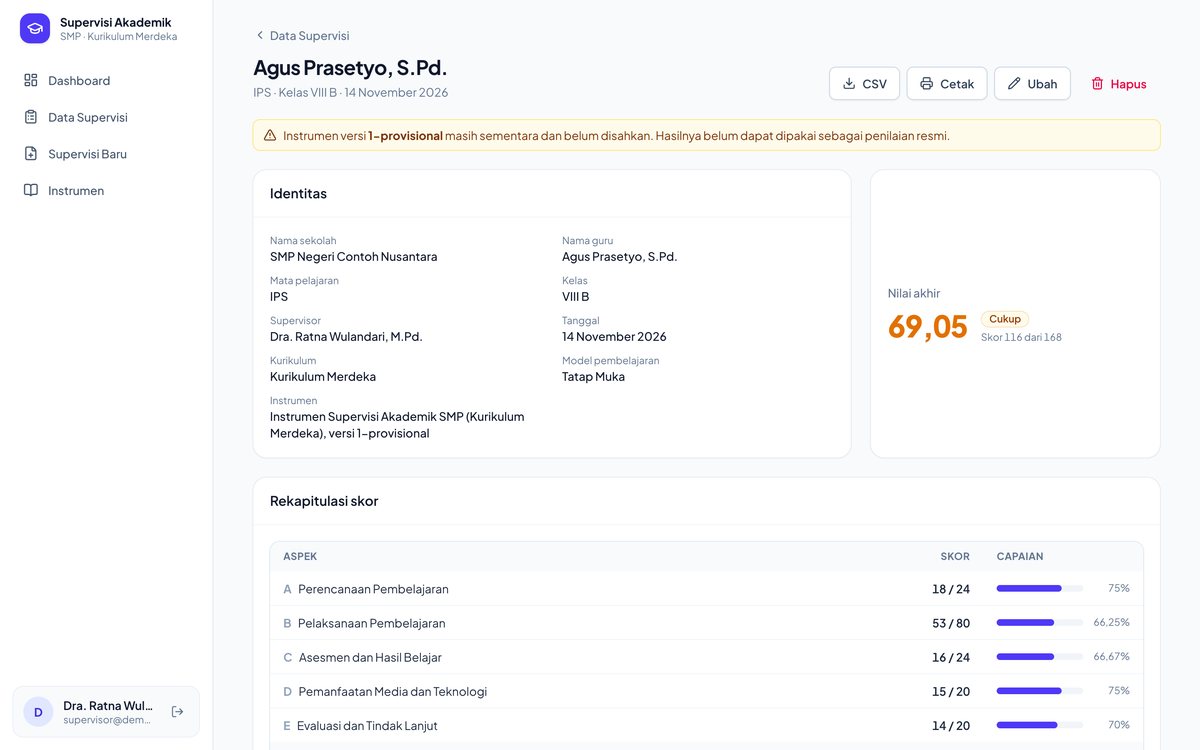 Supervisi Akademik
SMP · Kurikulum Merdeka
Dashboard
Data Supervisi
Supervisi Baru
Instrumen
D
Dra. Ratna Wul...
supervisor@dem...
Data Supervisi
Agus Prasetyo, S.Pd.
IPS · Kelas VIII B · 14 November 2026
CSV
Cetak
Ubah
Hapus
Instrumen versi 1-provisional masih sementara dan belum disahkan. Hasilnya belum dapat dipakai sebagai penilaian resmi.
Identitas
Nama sekolah
SMP Negeri Contoh Nusantara
Nama guru
Agus Prasetyo, S.Pd.
Mata pelajaran
IPS
Kelas
VIII B
Supervisor
Dra. Ratna Wulandari, M.Pd.
Tanggal
14 November 2026
Kurikulum
Kurikulum Merdeka
Model pembelajaran
Tatap Muka
Instrumen
Instrumen Supervisi Akademik SMP (Kurikulum
Merdeka), versi 1-provisional
Nilai akhir
69,05
Cukup
Skor 116 dari 168
Rekapitulasi skor
ASPEK SKOR CAPAIAN
A Perencanaan Pembelajaran 18 / 24 75%
B Pelaksanaan Pembelajaran 53 / 80 66,25%
C Asesmen dan Hasil Belajar 16 / 24 66,67%
D Pemanfaatan Media dan Teknologi 15 / 20 75%
E Evaluasi dan Tindak Lanjut 14 / 20 70%